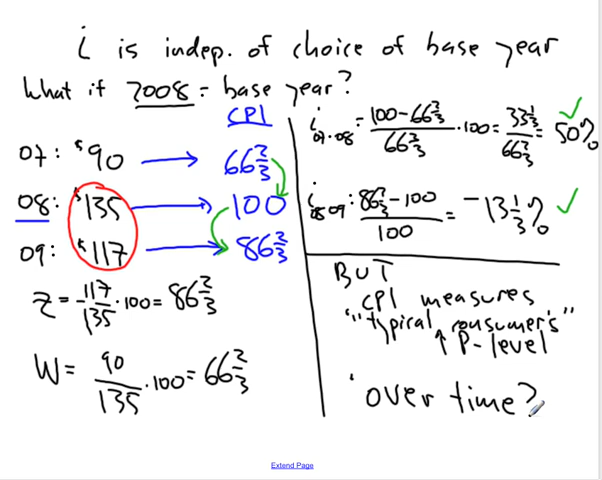 i is indep. of choice of base year
What if 2008 = base year?
CPI
07: $90 → 66 2/3
08: $135 → 100
09: $117 → 86 2/3
Z = 117/135 · 100 = 86 2/3
W = 90/135 · 100 = 66 2/3
i 07-08 = 100 - 66 2/3 / 66 2/3 · 100 = 33 1/3 / 66 2/3 = 50% ✓
i 08 09: 86 2/3 - 100 / 100 = -13 1/3 % ✓
BUT
CPI measures
"typical consumer's"
↑ P-level
over time?
Extend Page